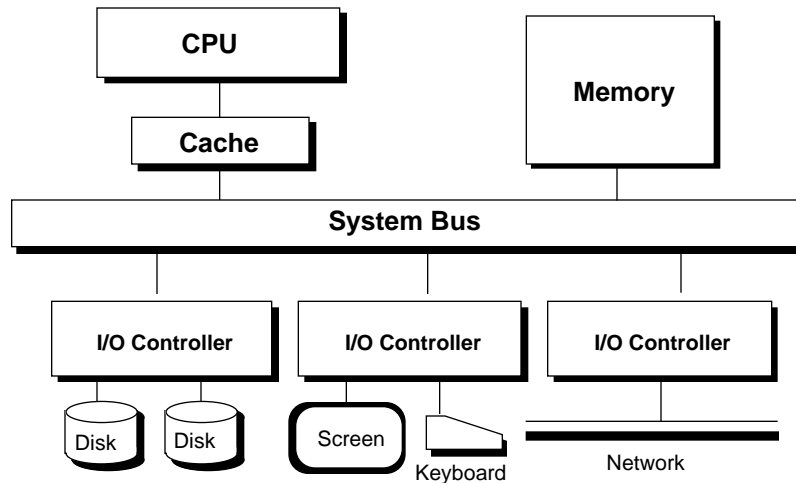 CPU
Memory
Cache
System Bus
I/O Controller
I/O Controller
I/O Controller
Disk
Disk
Screen
Keyboard
Network